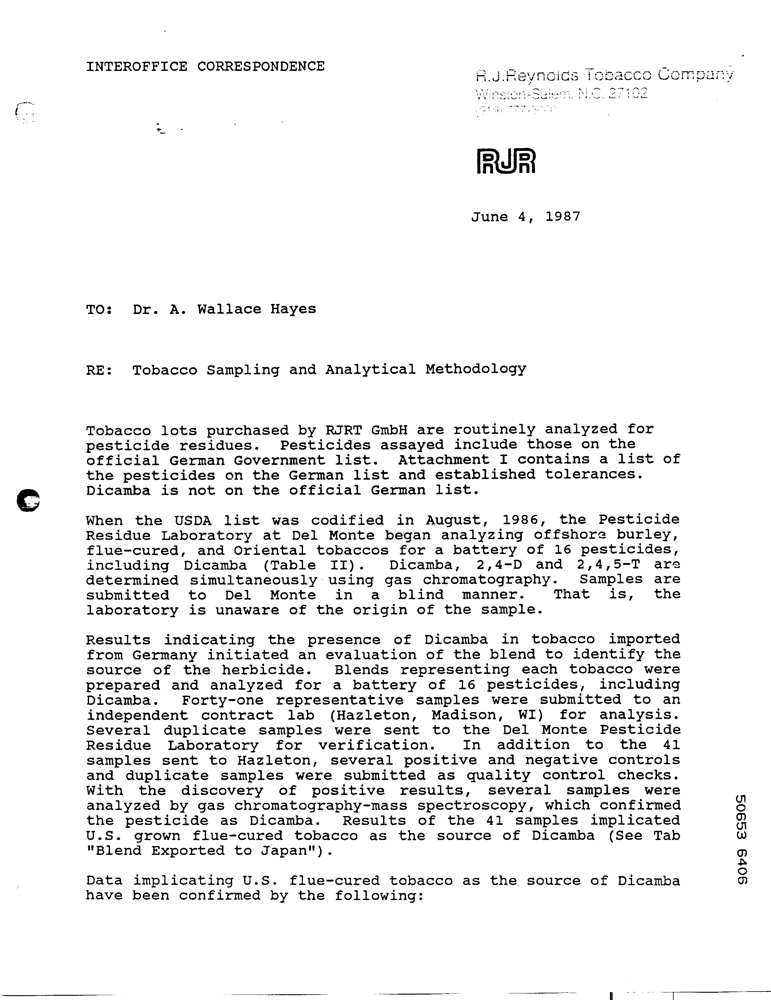 INTEROFFICE CORRESPONDENCE
R.J.Reynolds Tobacco Company
Winston-Salem, N.C. 27102
RJR
June 4, 1987
TO: Dr. A. Wallace Hayes
RE: Tobacco Sampling and Analytical Methodology
Tobacco lots purchased by RJRT GmbH are routinely analyzed for
pesticide residues. Pesticides assayed include those on the
official German Government list. Attachment I contains a list of
the pesticides on the German list and established tolerances.
Dicamba is not on the official German list.
When the USDA list was codified in August, 1986, the Pesticide
Residue Laboratory at Del Monte began analyzing offshore burley,
flue-cured, and Oriental tobaccos for a battery of 16 pesticides,
including Dicamba (Table II). Dicamba, 2,4-D and 2,4,5-T are
determined simultaneously using gas chromatography. Samples are
submitted to Del Monte in a blind manner. That is, the
laboratory is unaware of the origin of the sample.
Results indicating the presence of Dicamba in tobacco imported
from Germany initiated an evaluation of the blend to identify the
source of the herbicide. Blends representing each tobacco were
prepared and analyzed for a battery of 16 pesticides, including
Dicamba. Forty-one representative samples were submitted to an
independent contract lab (Hazleton, Madison, WI) for analysis.
Several duplicate samples were sent to the Del Monte Pesticide
Residue Laboratory for verification. In addition to the 41
samples sent to Hazleton, several positive and negative controls
and duplicate samples were submitted as quality control checks.
With the discovery of positive results, several samples were
analyzed by gas chromatography-mass spectroscopy, which confirmed
the pesticide as Dicamba. Results of the 41 samples implicated
U.S. grown flue-cured tobacco as the source of Dicamba (See Tab
"Blend Exported to Japan").
Data implicating U.S. flue-cured tobacco as the source of Dicamba
have been confirmed by the following:
50653 6406